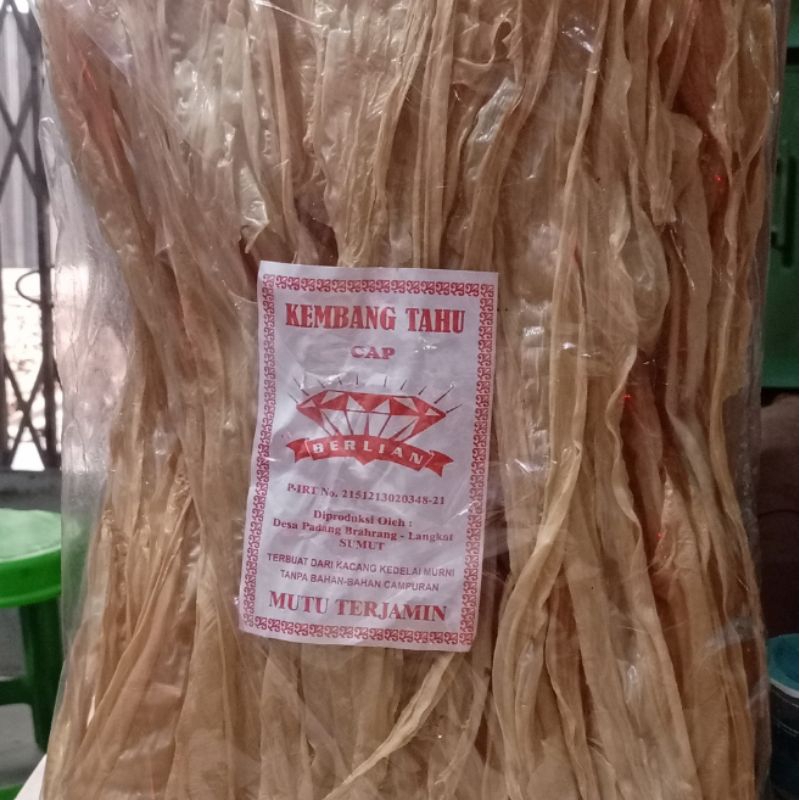 KEMBANG TAHU
CAP
BERLIAN
P-IRT No. 2151213020348-21
Diproduksi Oleh :
Desa Padang Brahrang - Langkat
SUMUT
TERBUAT DARI KACANG KEDELAI MURNI
TANPA BAHAN-BAHAN CAMPURAN
MUTU TERJAMIN